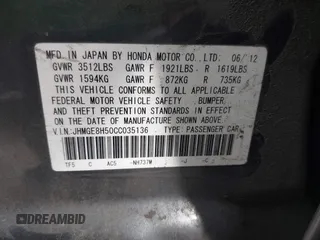 MFD. IN JAPAN BY HONDA MOTOR CO., LTD. 06/12
GVWR 3512LBS GAWR F 1921LBS R 1619LBS
GVWR 1594KG GAWR F 872KG R 735KG
THIS VEHICLE CONFORMS TO ALL APPLICABLE
FEDERAL MOTOR VEHICLE SAFETY, BUMPER,
AND THEFT PREVENTION STANDARDS IN EFFECT
ON THE DATE OF MANUFACTURE SHOWN ABOVE.
V.I.N.: JHMGE8H50CC035136 TYPE PASSENGER CAR
TF5 C AC5 NH737M
DREAMBID